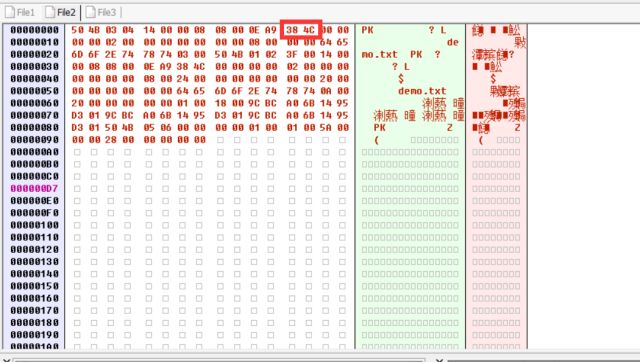 File1 File2 File3
00000000 50 4B 03 04 14 00 00 08 08 00 0E A9 38 4C 00 00 PK ? L
00000010 00 00 02 00 00 00 00 00 00 00 08 00 00 00 64 65 de
00000020 6D 6F 2E 74 78 74 03 00 50 4B 01 02 3F 00 14 00 mo.txt PK ?
00000030 00 08 08 00 0E A9 38 4C 00 00 00 00 02 00 00 00 ? L
00000040 00 00 00 00 08 00 24 00 00 00 00 00 00 00 20 00 $
00000050 00 00 00 00 00 00 64 65 6D 6F 2E 74 78 74 0A 00 demo.txt
00000060 20 00 00 00 00 00 01 00 18 00 9C BC A0 6B 14 95
00000070 D3 01 9C BC A0 6B 14 95 D3 01 9C BC A0 6B 14 95
00000080 D3 01 50 4B 05 06 00 00 00 00 01 00 01 00 5A 00 PK Z Z
00000090 00 00 28 00 00 00 00 00 ( (
000000A0
000000B0
000000C0
000000D7
000000E0
000000F0
00000100
00000110
00000120
00000130
00000140
00000150
00000160
00000170
00000180
00000190
000001A0